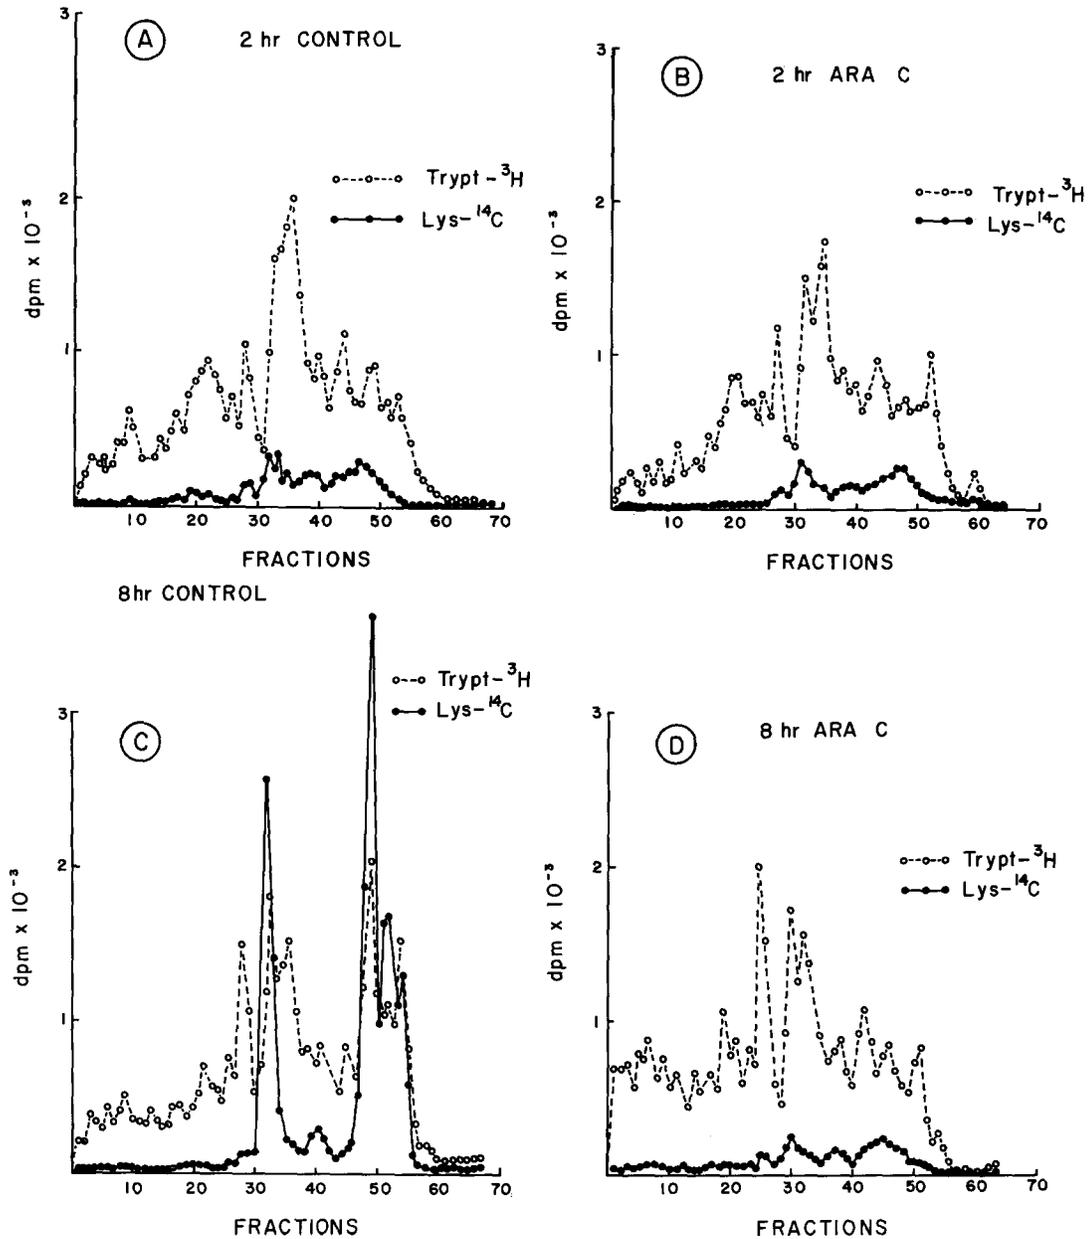 A 2 hr CONTROL
3
2
1
dpm x 10⁻³
Trypt-³H
Lys-¹⁴C
10 20 30 40 50 60 70
FRACTIONS
B 2 hr ARA C
3
2
1
dpm x 10⁻³
Trypt-³H
Lys-¹⁴C
10 20 30 40 50 60 70
FRACTIONS
8hr CONTROL
C
3
2
1
dpm x 10⁻³
Trypt-³H
Lys-¹⁴C
10 20 30 40 50 60 70
FRACTIONS
D 8 hr ARA C
3
2
1
dpm x 10⁻³
Trypt-³H
Lys-¹⁴C
10 20 30 40 50 60 70
FRACTIONS